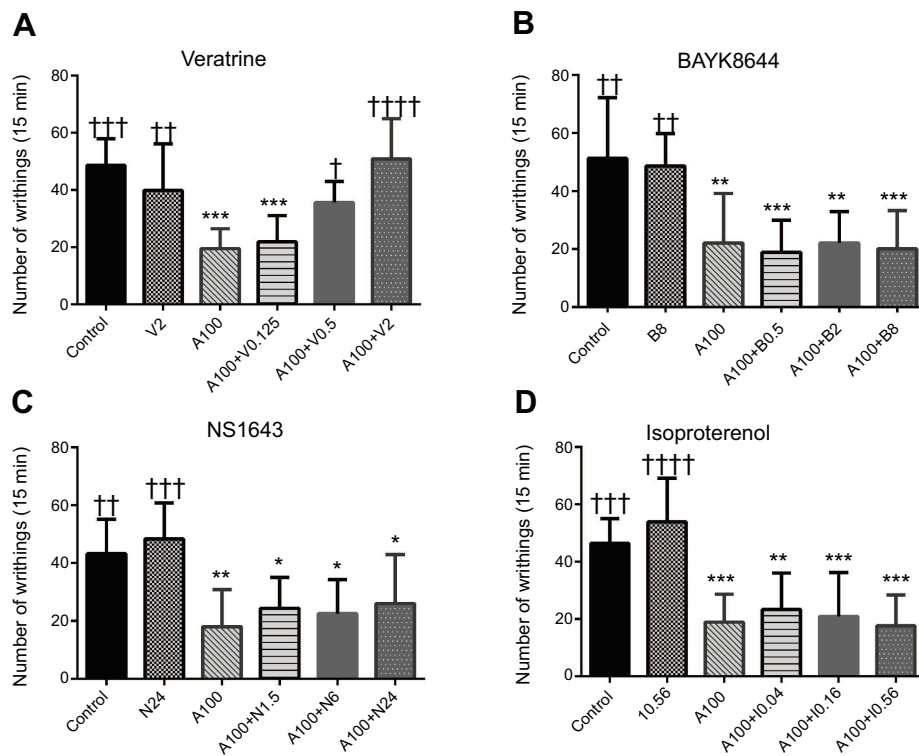 A
Veratrine
Number of writhings (15 min)
80
60
40
20
0
†††
††
***
***
†
††††
Control
V2
A100
A100+V0.125
A100+V0.5
A100+V2
B
BAYK8644
Number of writhings (15 min)
80
60
40
20
0
††
††
**
***
**
***
Control
B8
A100
A100+B0.5
A100+B2
A100+B8
C
NS1643
Number of writhings (15 min)
80
60
40
20
0
††
†††
**
*
*
*
Control
N24
A100
A100+N1.5
A100+N6
A100+N24
D
Isoproterenol
Number of writhings (15 min)
80
60
40
20
0
†††
††††
***
**
***
***
Control
10.56
A100
A100+I0.04
A100+I0.16
A100+I0.56